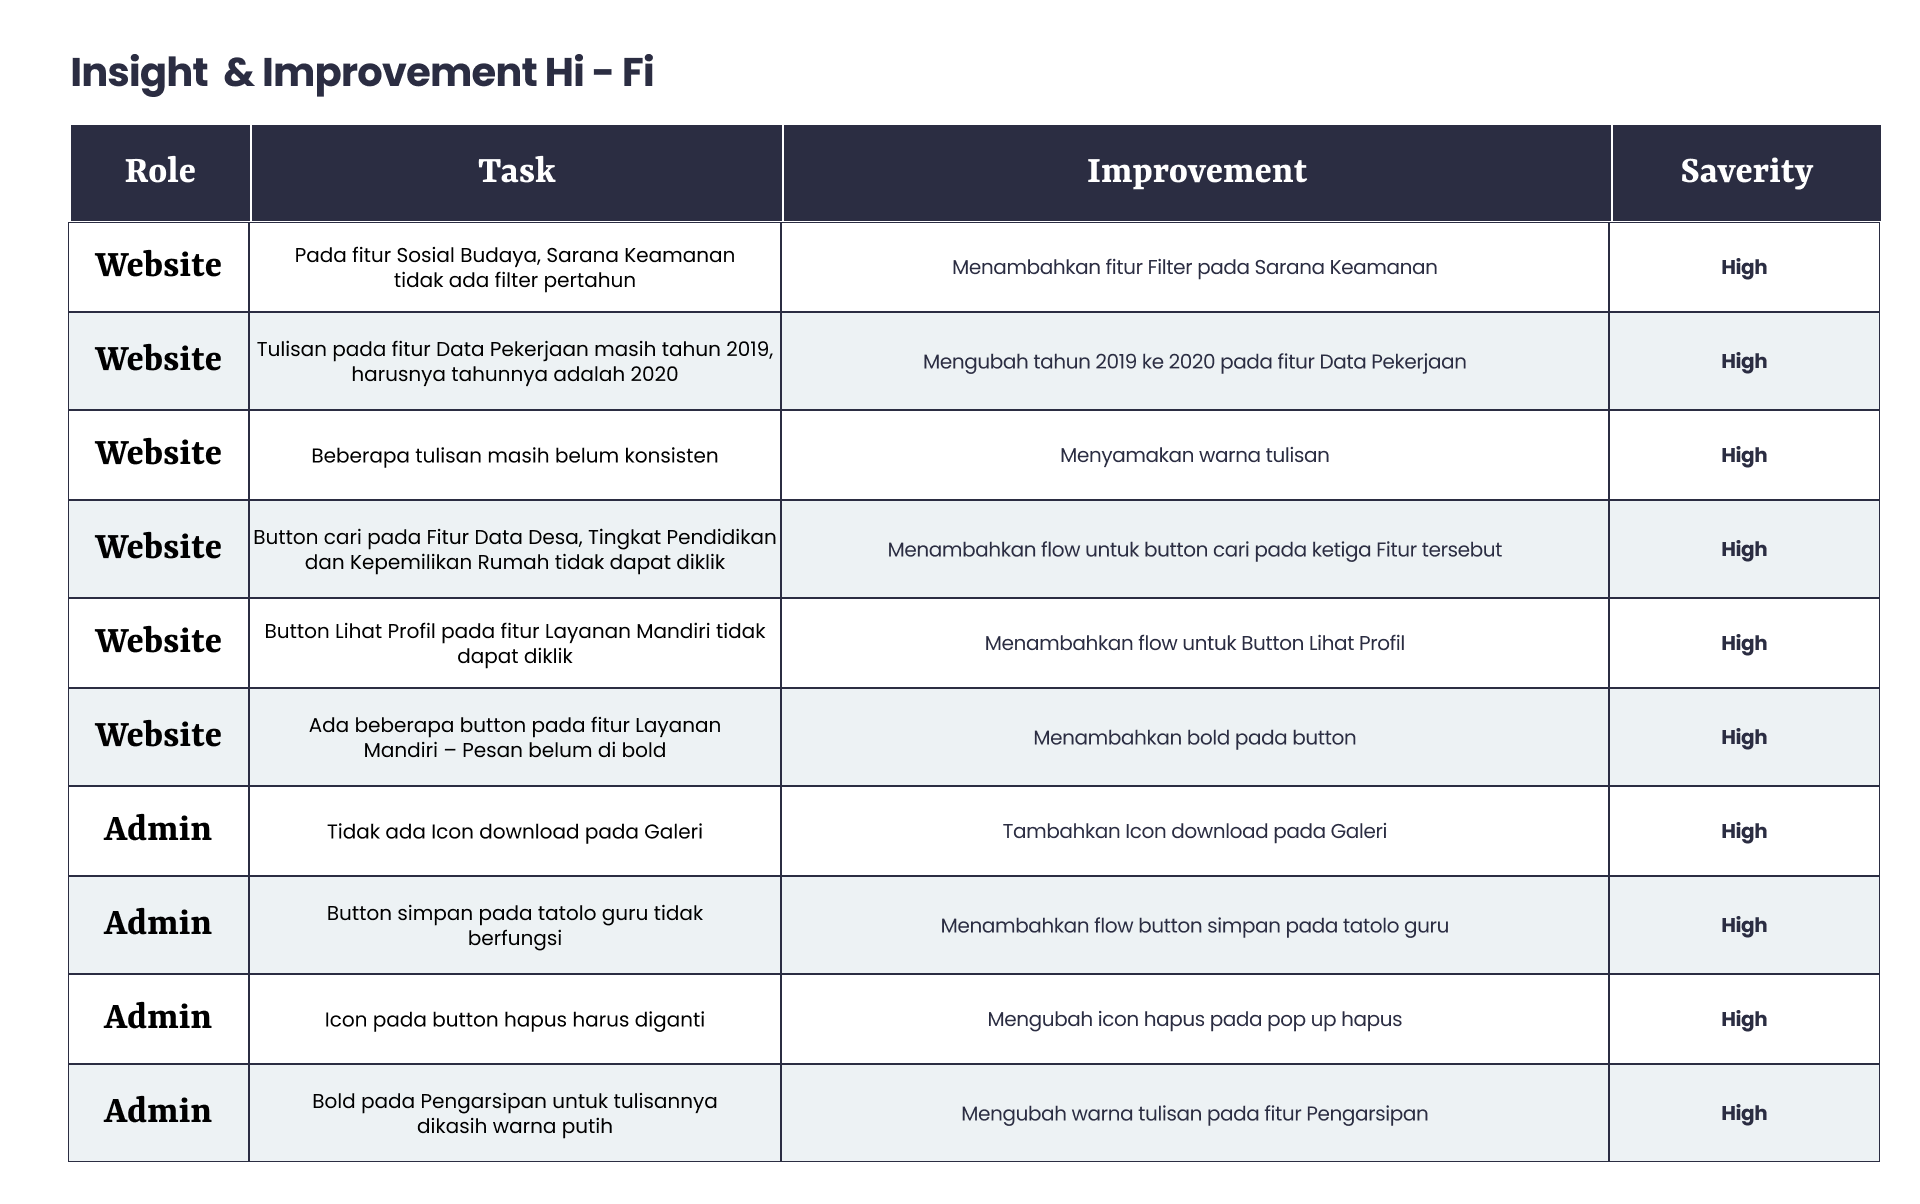 Insight & Improvement Hi - Fi
Role Task Improvement Saverity
Website
Pada fitur Sosial Budaya, Sarana Keamanan
tidak ada filter pertahun
Menambahkan fitur Filter pada Sarana Keamanan
High
Website
Tulisan pada fitur Data Pekerjaan masih tahun 2019,
harusnya tahunnya adalah 2020
Mengubah tahun 2019 ke 2020 pada fitur Data Pekerjaan
High
Website
Beberapa tulisan masih belum konsisten
Menyamakan warna tulisan
High
Website
Button cari pada Fitur Data Desa, Tingkat Pendidikan
dan Kepemilikan Rumah tidak dapat diklik
Menambahkan flow untuk button cari pada ketiga Fitur tersebut
High
Website
Button Lihat Profil pada fitur Layanan Mandiri tidak
dapat diklik
Menambahkan flow untuk Button Lihat Profil
High
Website
Ada beberapa button pada fitur Layanan
Mandiri – Pesan belum di bold
Menambahkan bold pada button
High
Admin
Tidak ada Icon download pada Galeri
Tambahkan Icon download pada Galeri
High
Admin
Button simpan pada tatolo guru tidak
berfungsi
Menambahkan flow button simpan pada tatolo guru
High
Admin
Icon pada button hapus harus diganti
Mengubah icon hapus pada pop up hapus
High
Admin
Bold pada Pengarsipan untuk tulisannya
dikasih warna putih
Mengubah warna tulisan pada fitur Pengarsipan
High